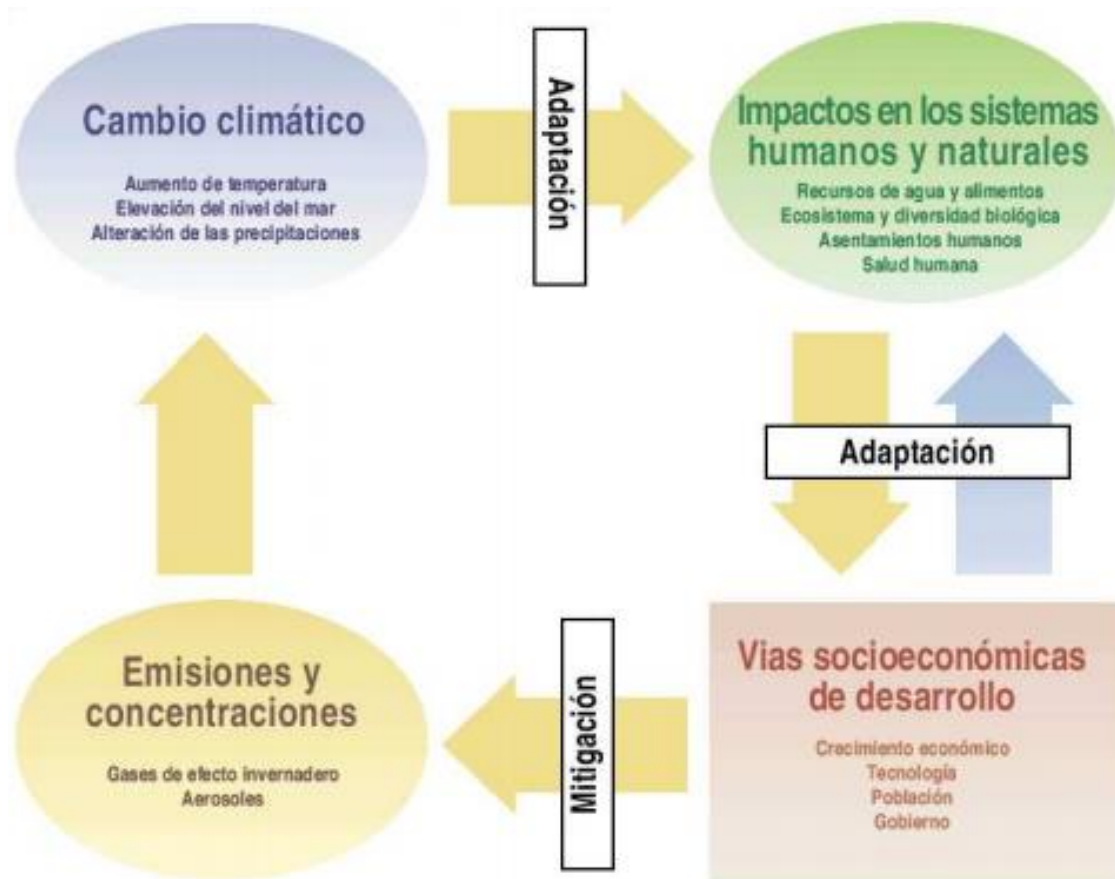 Cambio climático
Aumento de temperatura
Elevación del nivel del mar
Alteración de las precipitaciones
Adaptación
Impactos en los sistemas
humanos y naturales
Recursos de agua y alimentos
Ecosistema y diversidad biológica
Asentamientos humanos
Salud humana
Adaptación
Emisiones y
concentraciones
Gases de efecto invernadero
Aerosoles
Mitigación
Vias socioeconómicas
de desarrollo
Crecimiento económico
Tecnología
Población
Gobierno